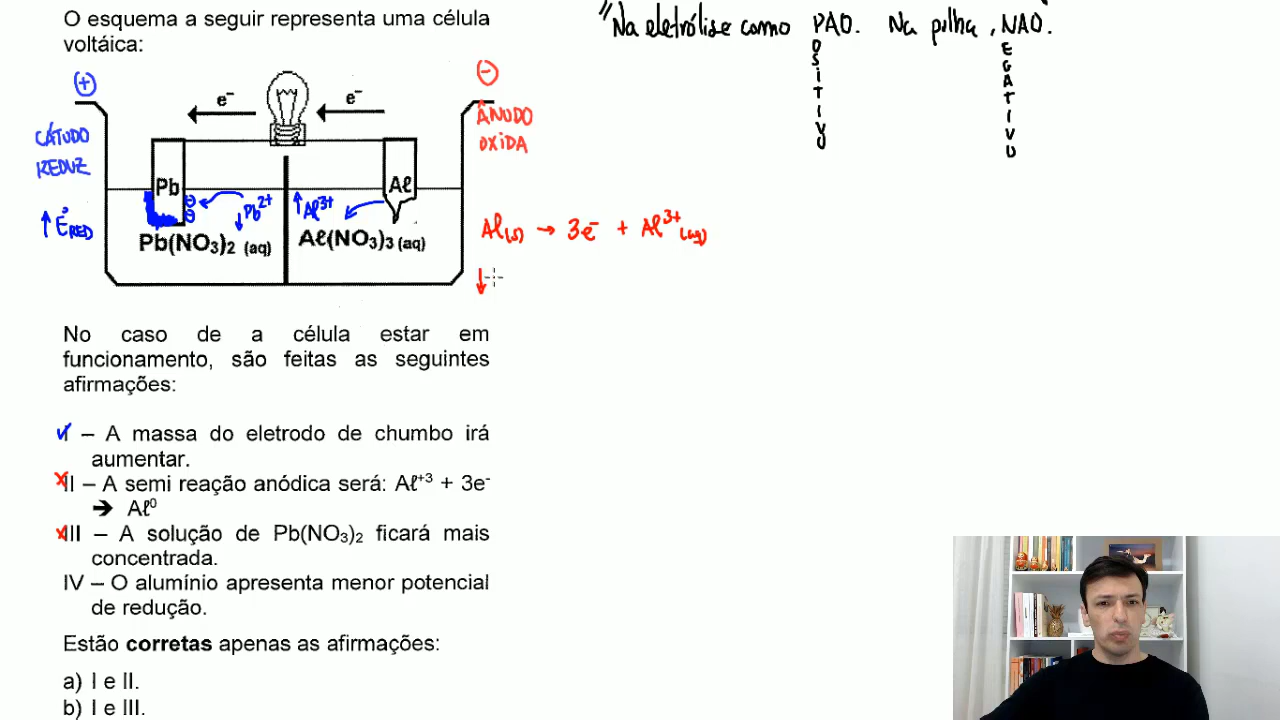 O esquema a seguir representa uma célula
voltáica:
"Na eletrólise como PAO. Na pilha, NAO.
POSITIVO
NEGATIVO
+
e⁻
e⁻
−
CÁTODO
REDUZ
ÂNODO
OXIDA
Pb
Aℓ
Pb²⁺
Al³⁺
↑ E°RED
Pb(NO₃)₂ (aq)
Aℓ(NO₃)₃ (aq)
Al(s) → 3e⁻ + Al³⁺(aq)
↓
No caso de a célula estar em
funcionamento, são feitas as seguintes
afirmações:
I – A massa do eletrodo de chumbo irá
aumentar.
II – A semi reação anódica será: Aℓ⁺³ + 3e⁻
➔ Aℓ⁰
III – A solução de Pb(NO₃)₂ ficará mais
concentrada.
IV – O alumínio apresenta menor potencial
de redução.
Estão corretas apenas as afirmações:
a) I e II.
b) I e III.